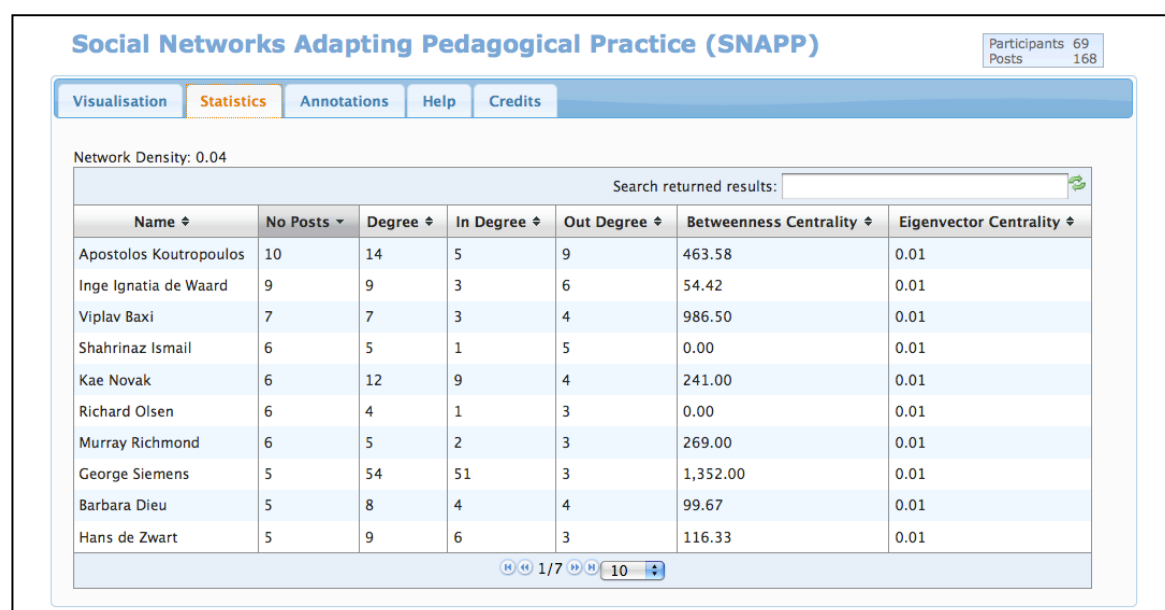 Social Networks Adapting Pedagogical Practice (SNAPP)
Participants 69
Posts 168
Visualisation Statistics Annotations Help Credits
Network Density: 0.04
Search returned results:
Name No Posts Degree In Degree Out Degree Betweenness Centrality Eigenvector Centrality
Apostolos Koutropoulos 10 14 5 9 463.58 0.01
Inge Ignatia de Waard 9 9 3 6 54.42 0.01
Viplav Baxi 7 7 3 4 986.50 0.01
Shahrinaz Ismail 6 5 1 5 0.00 0.01
Kae Novak 6 12 9 4 241.00 0.01
Richard Olsen 6 4 1 3 0.00 0.01
Murray Richmond 6 5 2 3 269.00 0.01
George Siemens 5 54 51 3 1,352.00 0.01
Barbara Dieu 5 8 4 4 99.67 0.01
Hans de Zwart 5 9 6 3 116.33 0.01
1/7 10